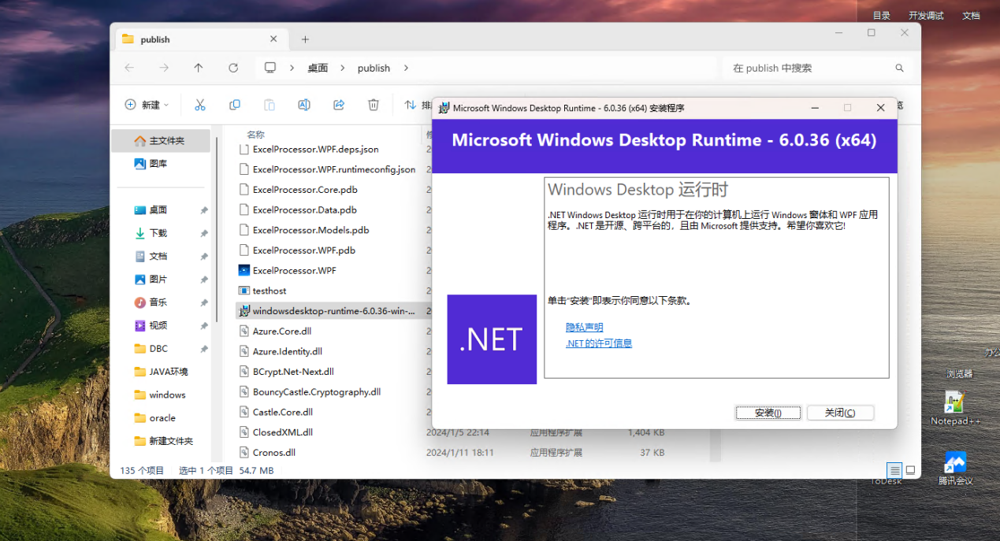 目录 开发调试 文档
publish
桌面 publish
在 publish 中搜索
新建
名称
主文件夹
图库
桌面
下载
文档
图片
音乐
视频
DBC
JAVA环境
windows
oracle
新建文件夹
ExcelProcessor.WPF.deps.json
ExcelProcessor.WPF.runtimeconfig.json
ExcelProcessor.Core.pdb
ExcelProcessor.Data.pdb
ExcelProcessor.Models.pdb
ExcelProcessor.WPF.pdb
ExcelProcessor.WPF
testhost
windowsdesktop-runtime-6.0.36-win-...
Azure.Core.dll
Azure.Identity.dll
BCrypt.Net-Next.dll
BouncyCastle.Cryptography.dll
Castle.Core.dll
ClosedXML.dll 2024/1/5 22:14 应用程序扩展 1,404 KB
Cronos.dll 2024/1/11 18:11 应用程序扩展 37 KB
135 个项目 选中 1 个项目 54.7 MB
Microsoft Windows Desktop Runtime - 6.0.36 (x64) 安装程序
Microsoft Windows Desktop Runtime - 6.0.36 (x64)
Windows Desktop 运行时
.NET Windows Desktop 运行时用于在你的计算机上运行 Windows 窗体和 WPF 应用
程序。.NET 是开源、跨平台的，且由 Microsoft 提供支持。希望你喜欢它!
单击“安装”即表示你同意以下条款。
隐私声明
.NET 的许可信息
.NET
安装(I) 关闭(C)
办公
浏览器
Notepad++
ToDesk
腾讯会议